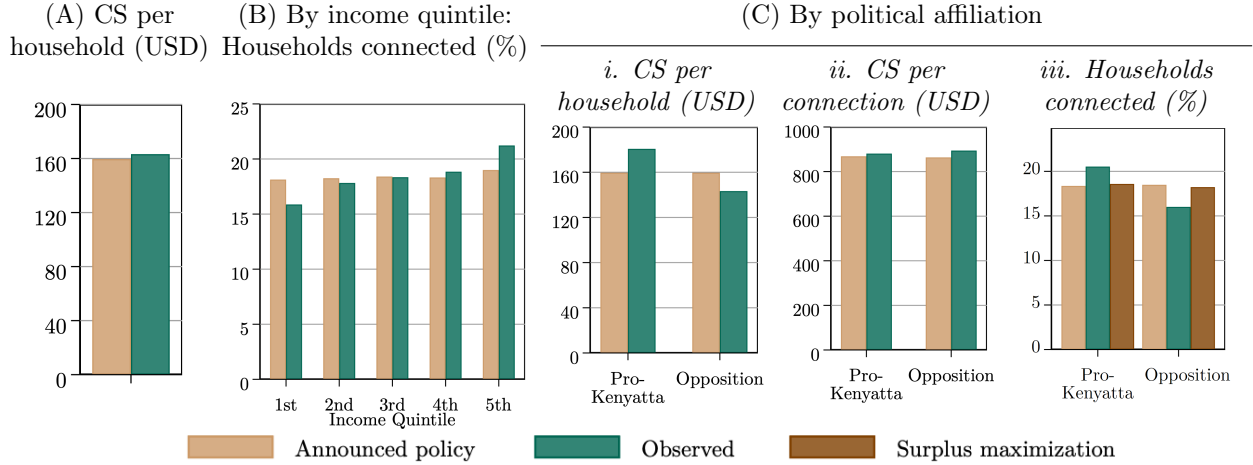 (A) CS per
household (USD)
(B) By income quintile:
Households connected (%)
(C) By political affiliation
i. CS per
household (USD)
ii. CS per
connection (USD)
iii. Households
connected (%)
200
160
120
80
40
0
25
20
15
10
5
0
1st 2nd 3rd 4th 5th
Income Quintile
200
160
120
80
40
0
Pro-
Kenyatta
Opposition
1000
800
600
400
200
0
Pro-
Kenyatta
Opposition
20
15
10
5
0
Pro-
Kenyatta
Opposition
Announced policy
Observed
Surplus maximization